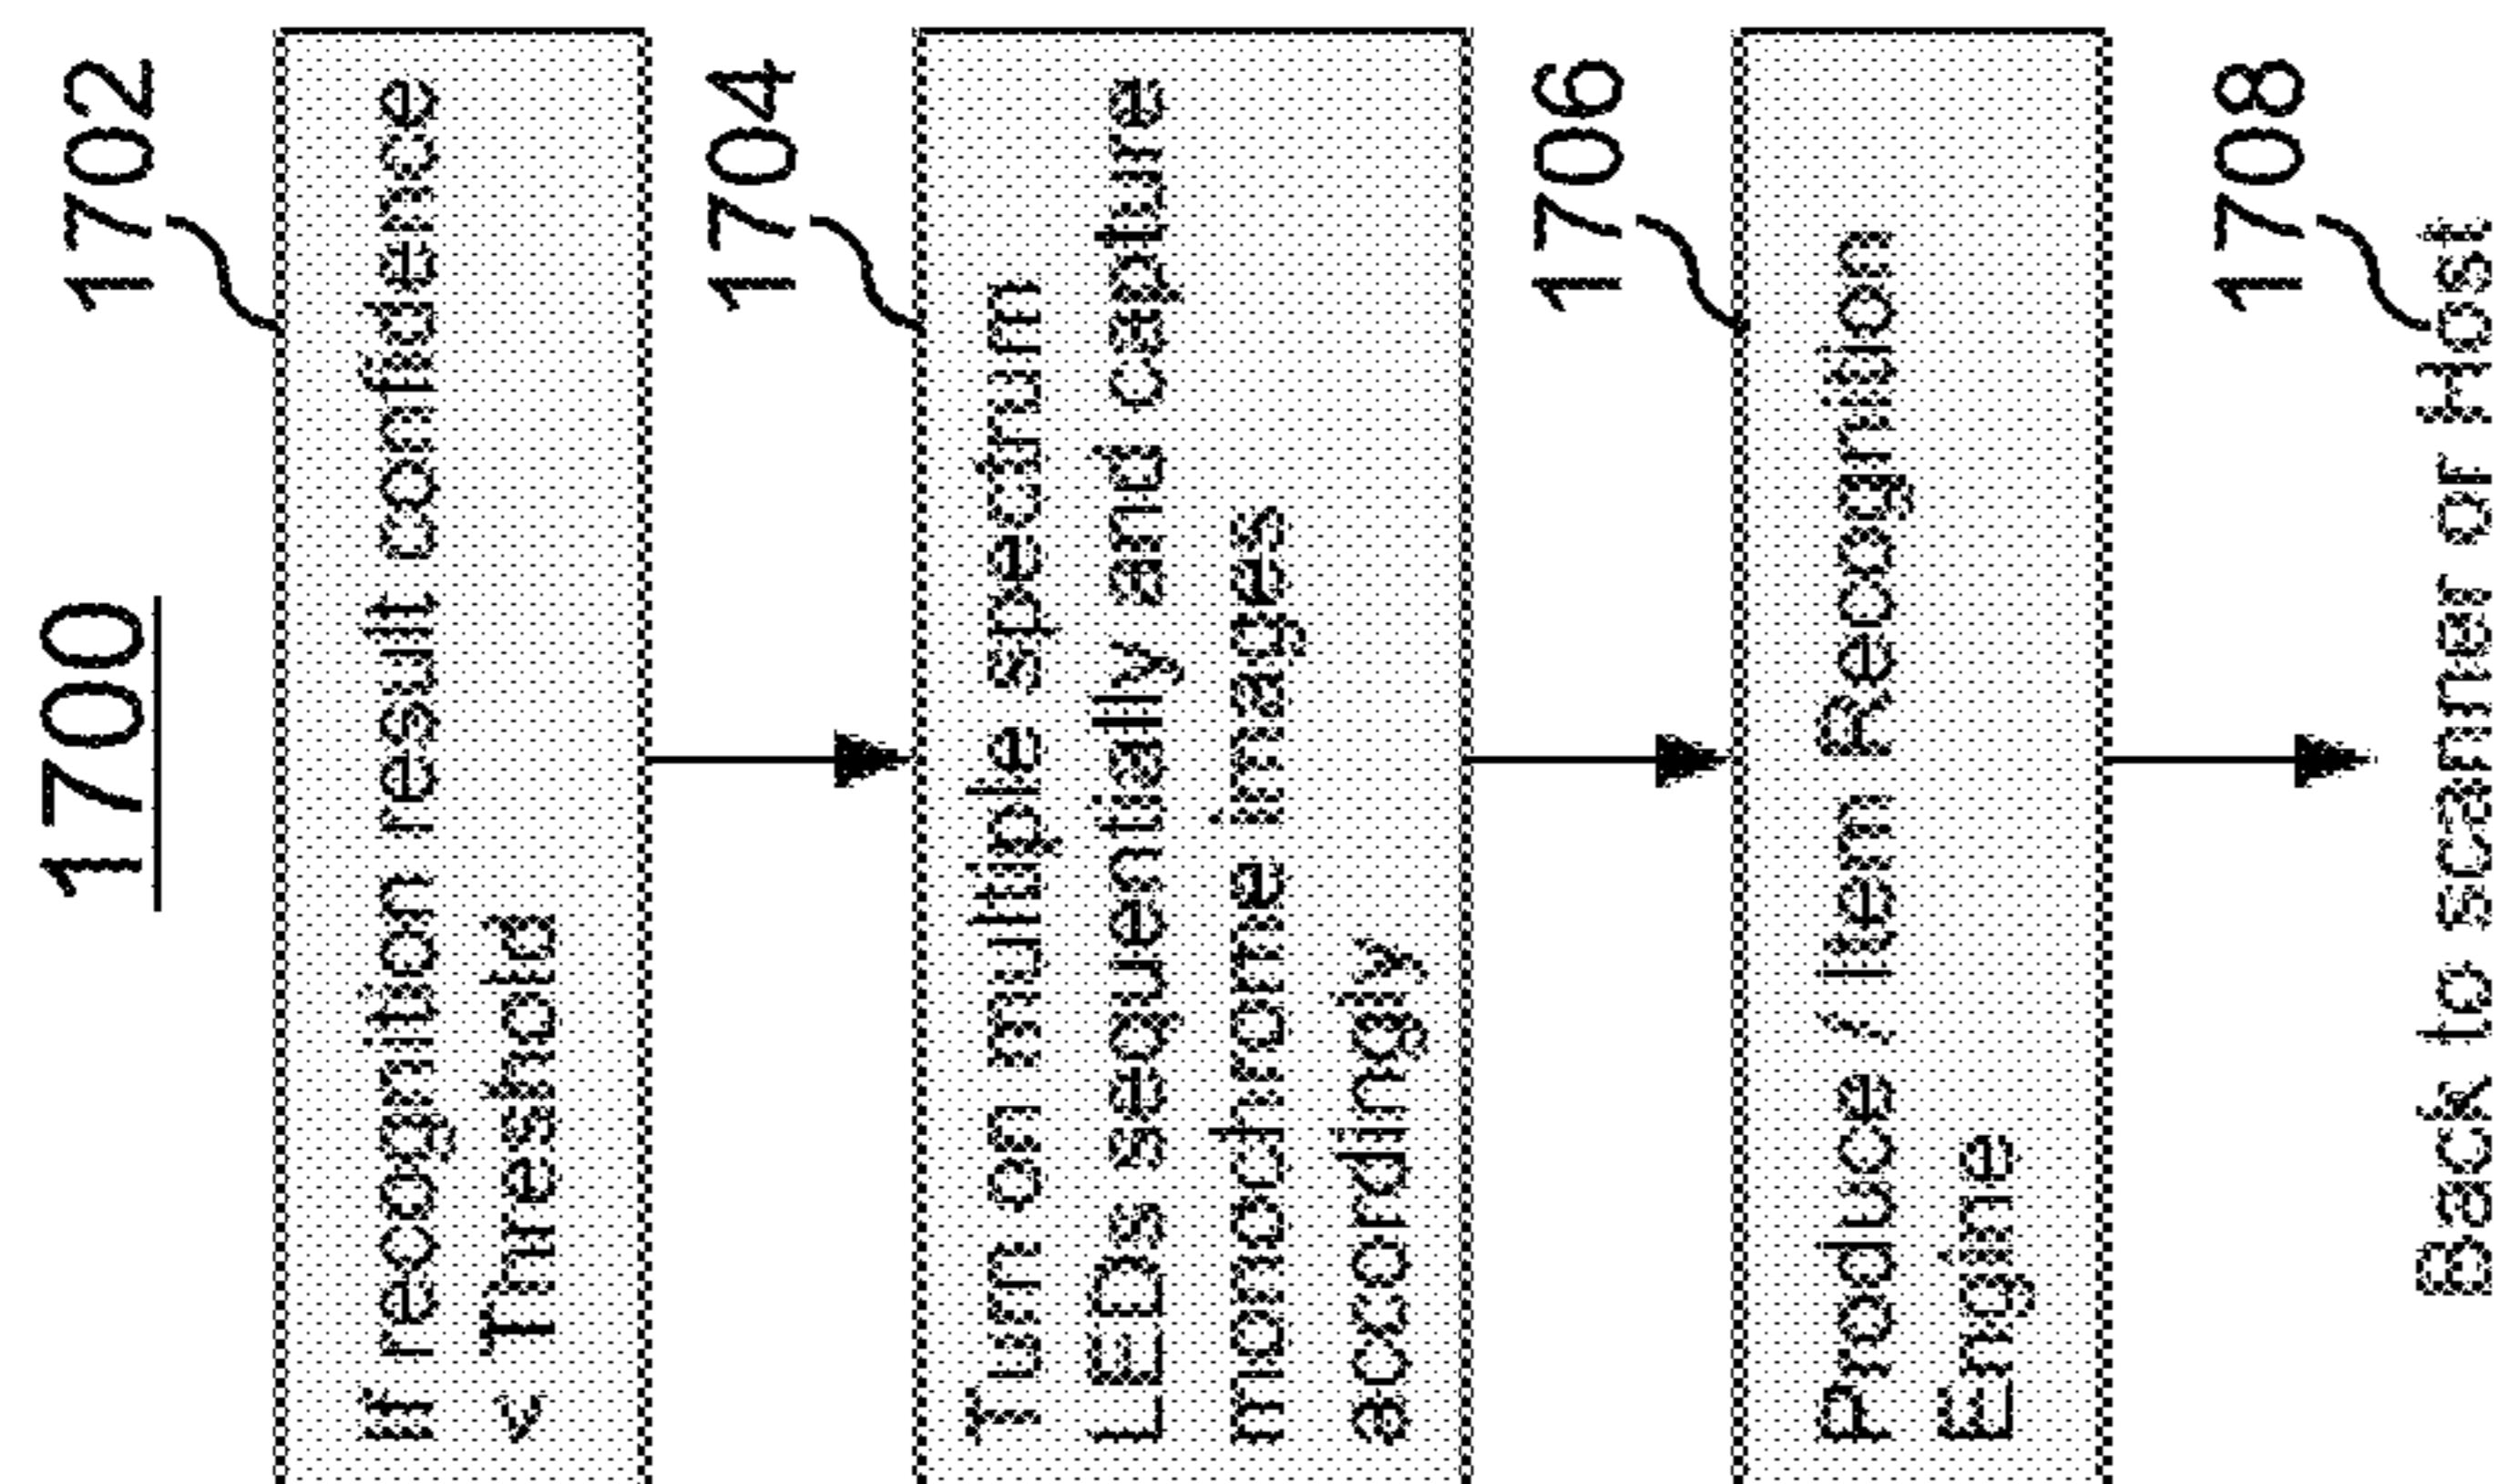 1700
1702
If recognition result confidence
< Threshold
1704
Turn on multiple spectrum
LEDs sequentially and capture
monochrome images
accordingly
1706
Produce / Item Recognition
Engine
1708
Back to scanner or Host